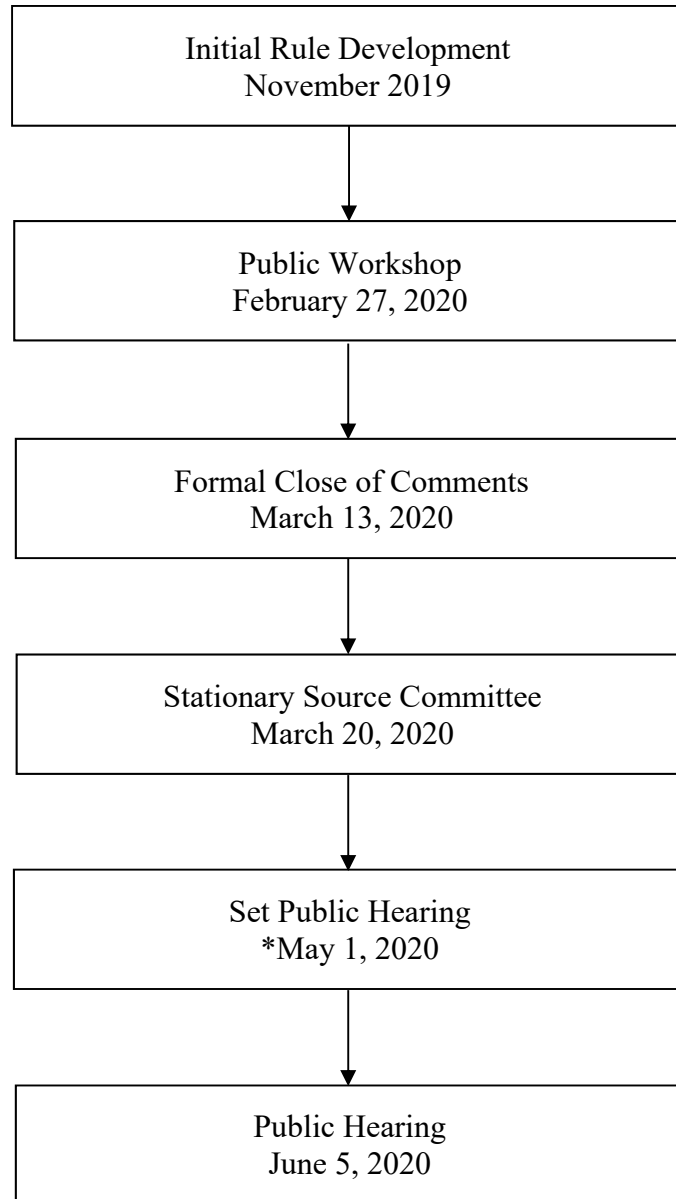 Initial Rule Development
November 2019
Public Workshop
February 27, 2020
Formal Close of Comments
March 13, 2020
Stationary Source Committee
March 20, 2020
Set Public Hearing
*May 1, 2020
Public Hearing
June 5, 2020